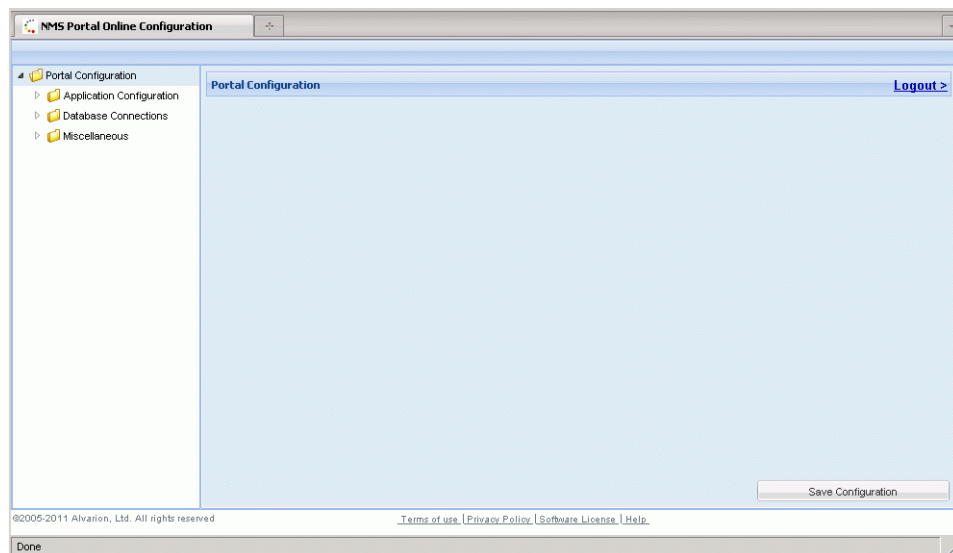 NMS Portal Online Configuration
Portal Configuration
Application Configuration
Database Connections
Miscellaneous
Portal Configuration
Logout >
Save Configuration
©2005-2011 Alvarion, Ltd. All rights reserved
Terms of use | Privacy Policy | Software License | Help
Done